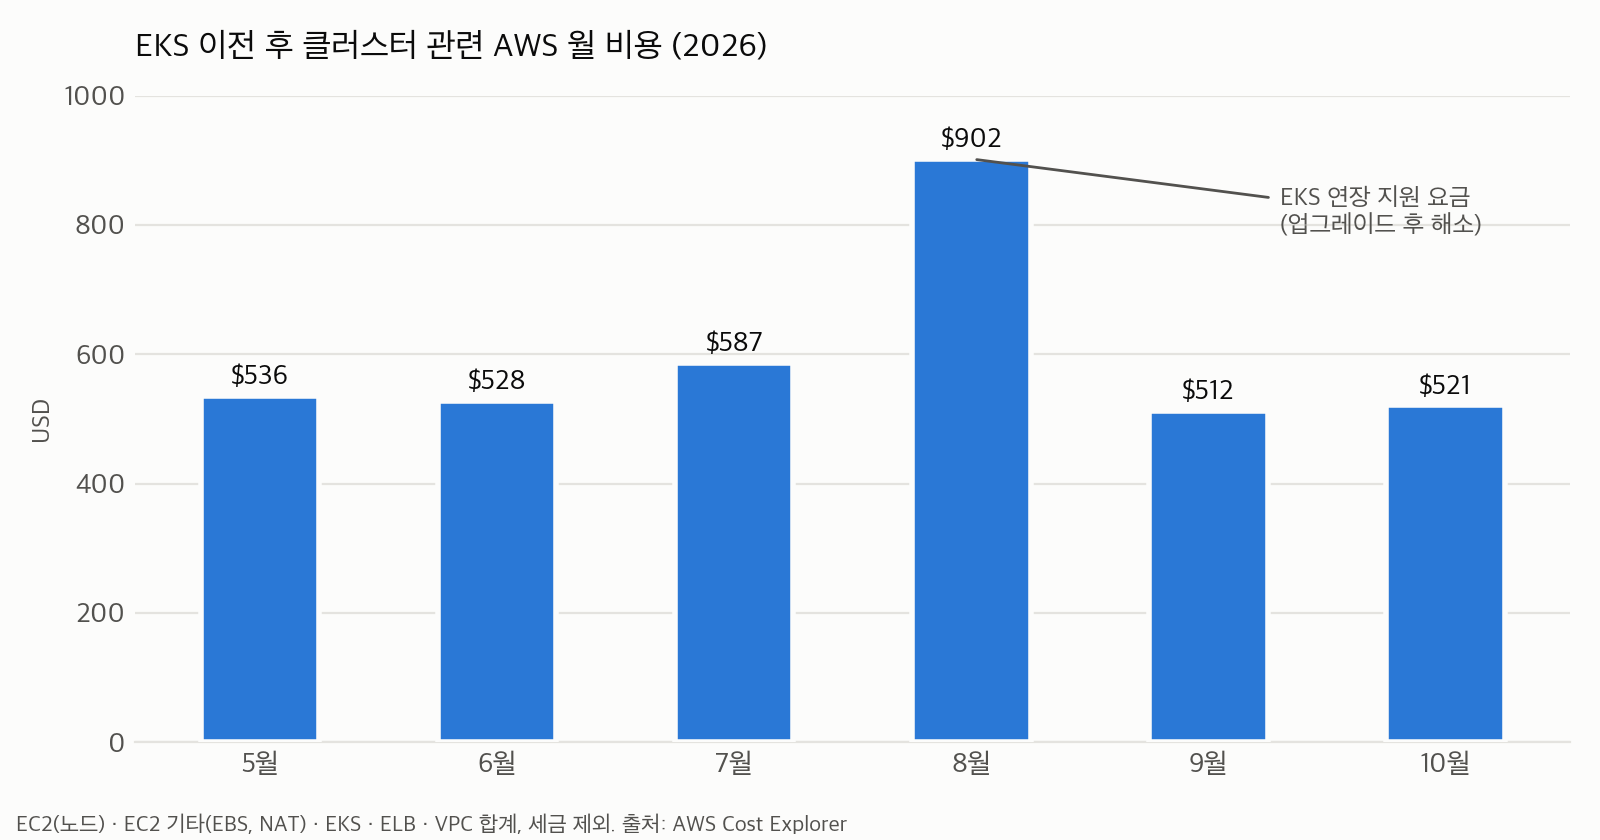 EKS 이전 후 클러스터 관련 AWS 월 비용 (2026)
1000
800
600
400
200
0
USD
$536
$528
$587
$902
$512
$521
EKS 연장 지원 요금
(업그레이드 후 해소)
5월
6월
7월
8월
9월
10월
EC2(노드) · EC2 기타(EBS, NAT) · EKS · ELB · VPC 합계, 세금 제외. 출처: AWS Cost Explorer